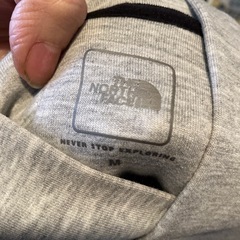 THE
NORTH
FACE
NEVER STOP EXPLORING
M